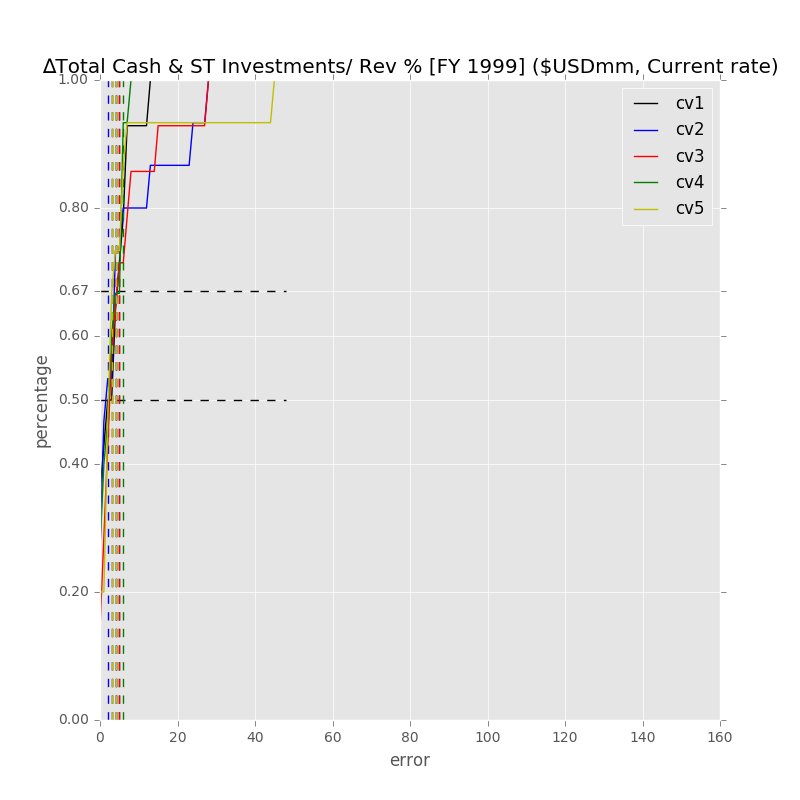 ΔTotal Cash & ST Investments/ Rev % [FY 1999] ($USDmm, Current rate)
1.00
0.80
0.67
0.60
0.50
0.40
0.20
0.00
percentage
cv1
cv2
cv3
cv4
cv5
0 20 40 60 80 100 120 140 160
error